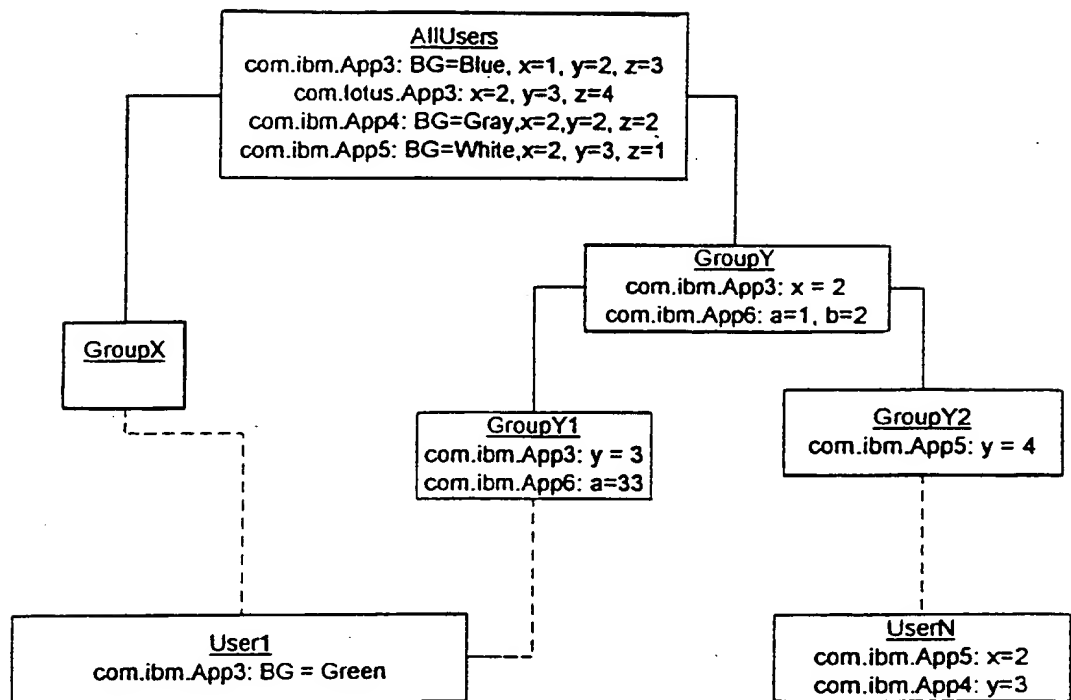 AllUsers
com.ibm.App3: BG=Blue, x=1, y=2, z=3
com.lotus.App3: x=2, y=3, z=4
com.ibm.App4: BG=Gray,x=2,y=2, z=2
com.ibm.App5: BG=White,x=2, y=3, z=1
GroupY
com.ibm.App3: x = 2
com.ibm.App6: a=1, b=2
GroupX
GroupY1
com.ibm.App3: y = 3
com.ibm.App6: a=33
GroupY2
com.ibm.App5: y = 4
User1
com.ibm.App3: BG = Green
UserN
com.ibm.App5: x=2
com.ibm.App4: y=3